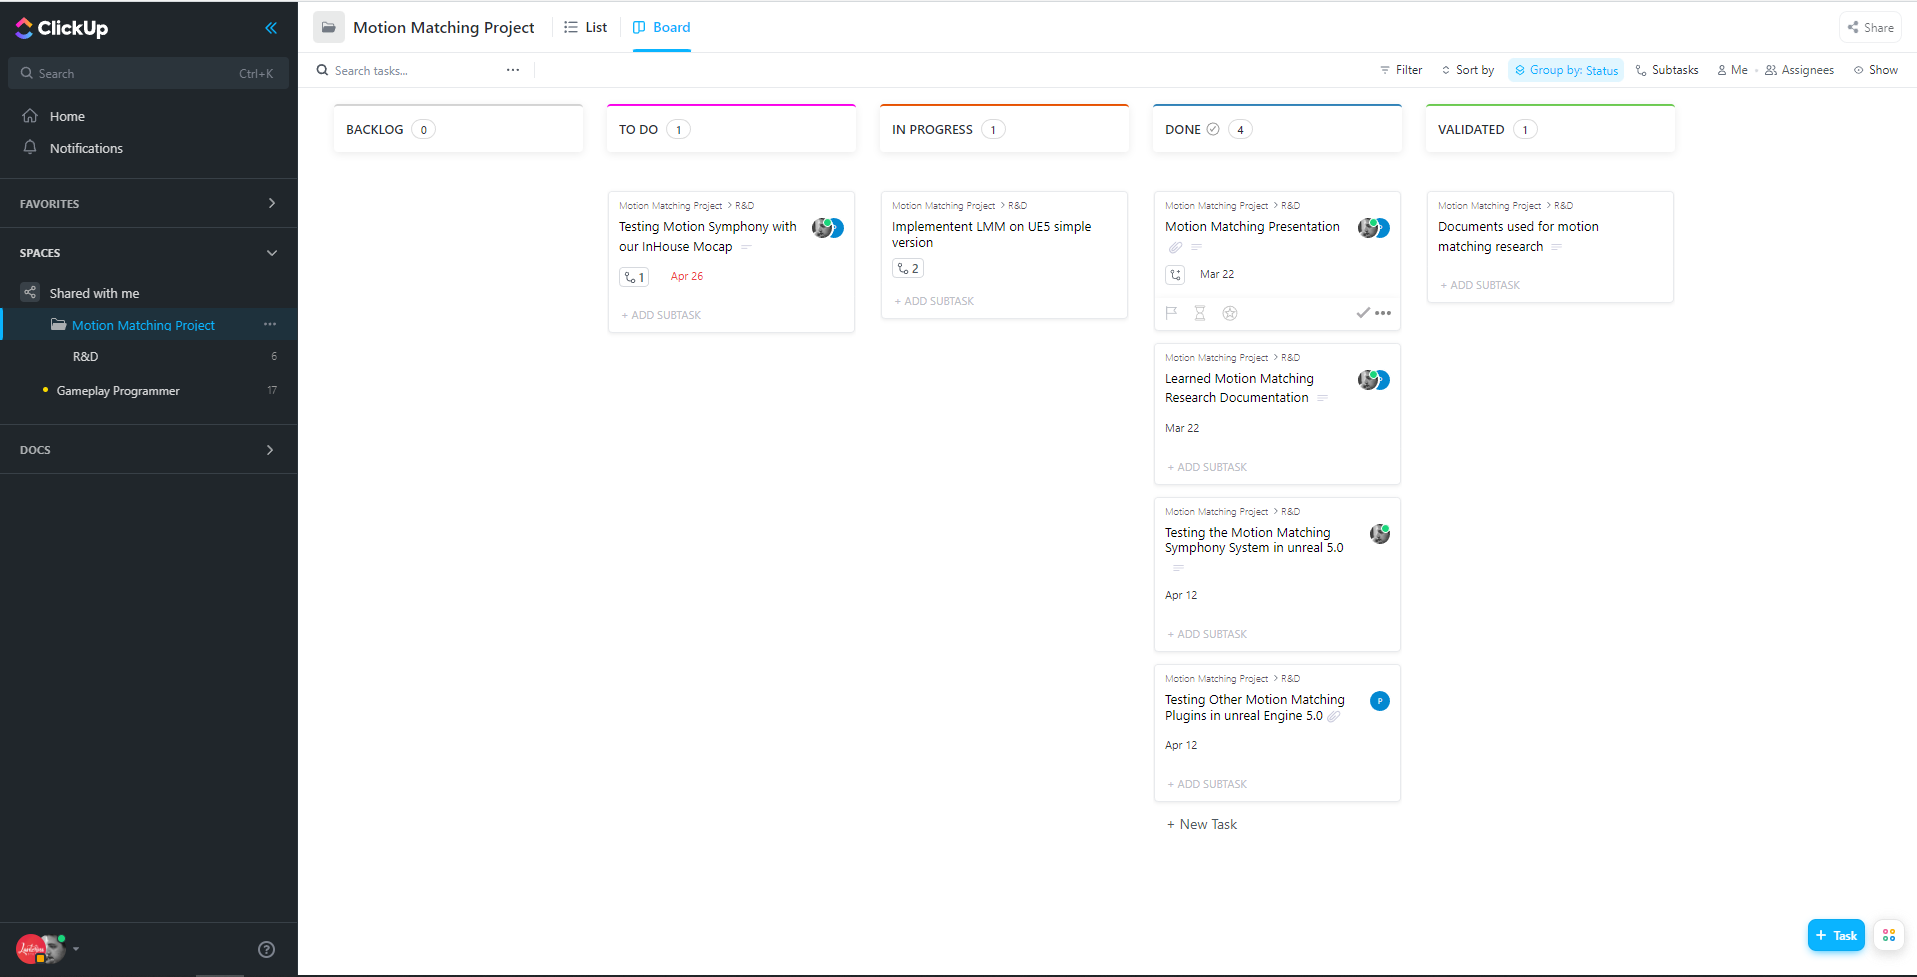 ClickUp
Search Ctrl+K
Home
Notifications
FAVORITES
SPACES
Shared with me
Motion Matching Project
R&D 6
Gameplay Programmer 17
DOCS
Motion Matching Project List Board Share
Search tasks... Filter Sort by Group by: Status Subtasks Me Assignees Show
BACKLOG 0
TO DO 1
Motion Matching Project > R&D
Testing Motion Symphony with
our InHouse Mocap
1 Apr 26
+ ADD SUBTASK
IN PROGRESS 1
Motion Matching Project > R&D
Implementent LMM on UE5 simple
version
2
+ ADD SUBTASK
DONE 4
Motion Matching Project > R&D
Motion Matching Presentation
Mar 22
Motion Matching Project > R&D
Learned Motion Matching
Research Documentation
Mar 22
+ ADD SUBTASK
Motion Matching Project > R&D
Testing the Motion Matching
Symphony System in unreal 5.0
Apr 12
+ ADD SUBTASK
Motion Matching Project > R&D
Testing Other Motion Matching
Plugins in unreal Engine 5.0
P
Apr 12
+ ADD SUBTASK
+ New Task
VALIDATED 1
Motion Matching Project > R&D
Documents used for motion
matching research
+ ADD SUBTASK
+ Task